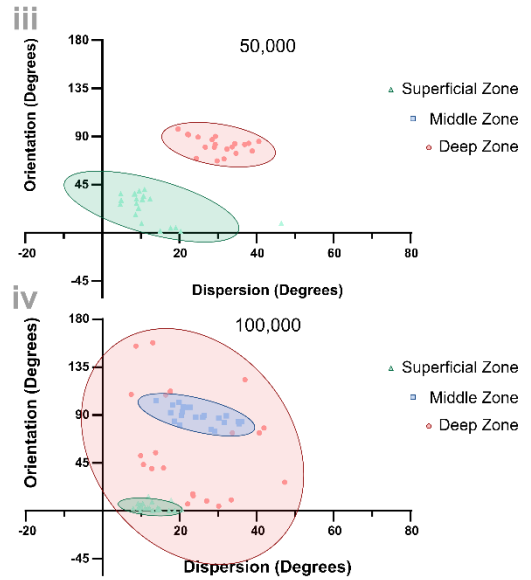 iii
50,000
180
135
90
45
-45
-20
20
40
60
80
Orientation (Degrees)
Dispersion (Degrees)
Superficial Zone
Middle Zone
Deep Zone
iv
100,000
180
135
90
45
-45
-20
20
40
60
80
Orientation (Degrees)
Dispersion (Degrees)
Superficial Zone
Middle Zone
Deep Zone